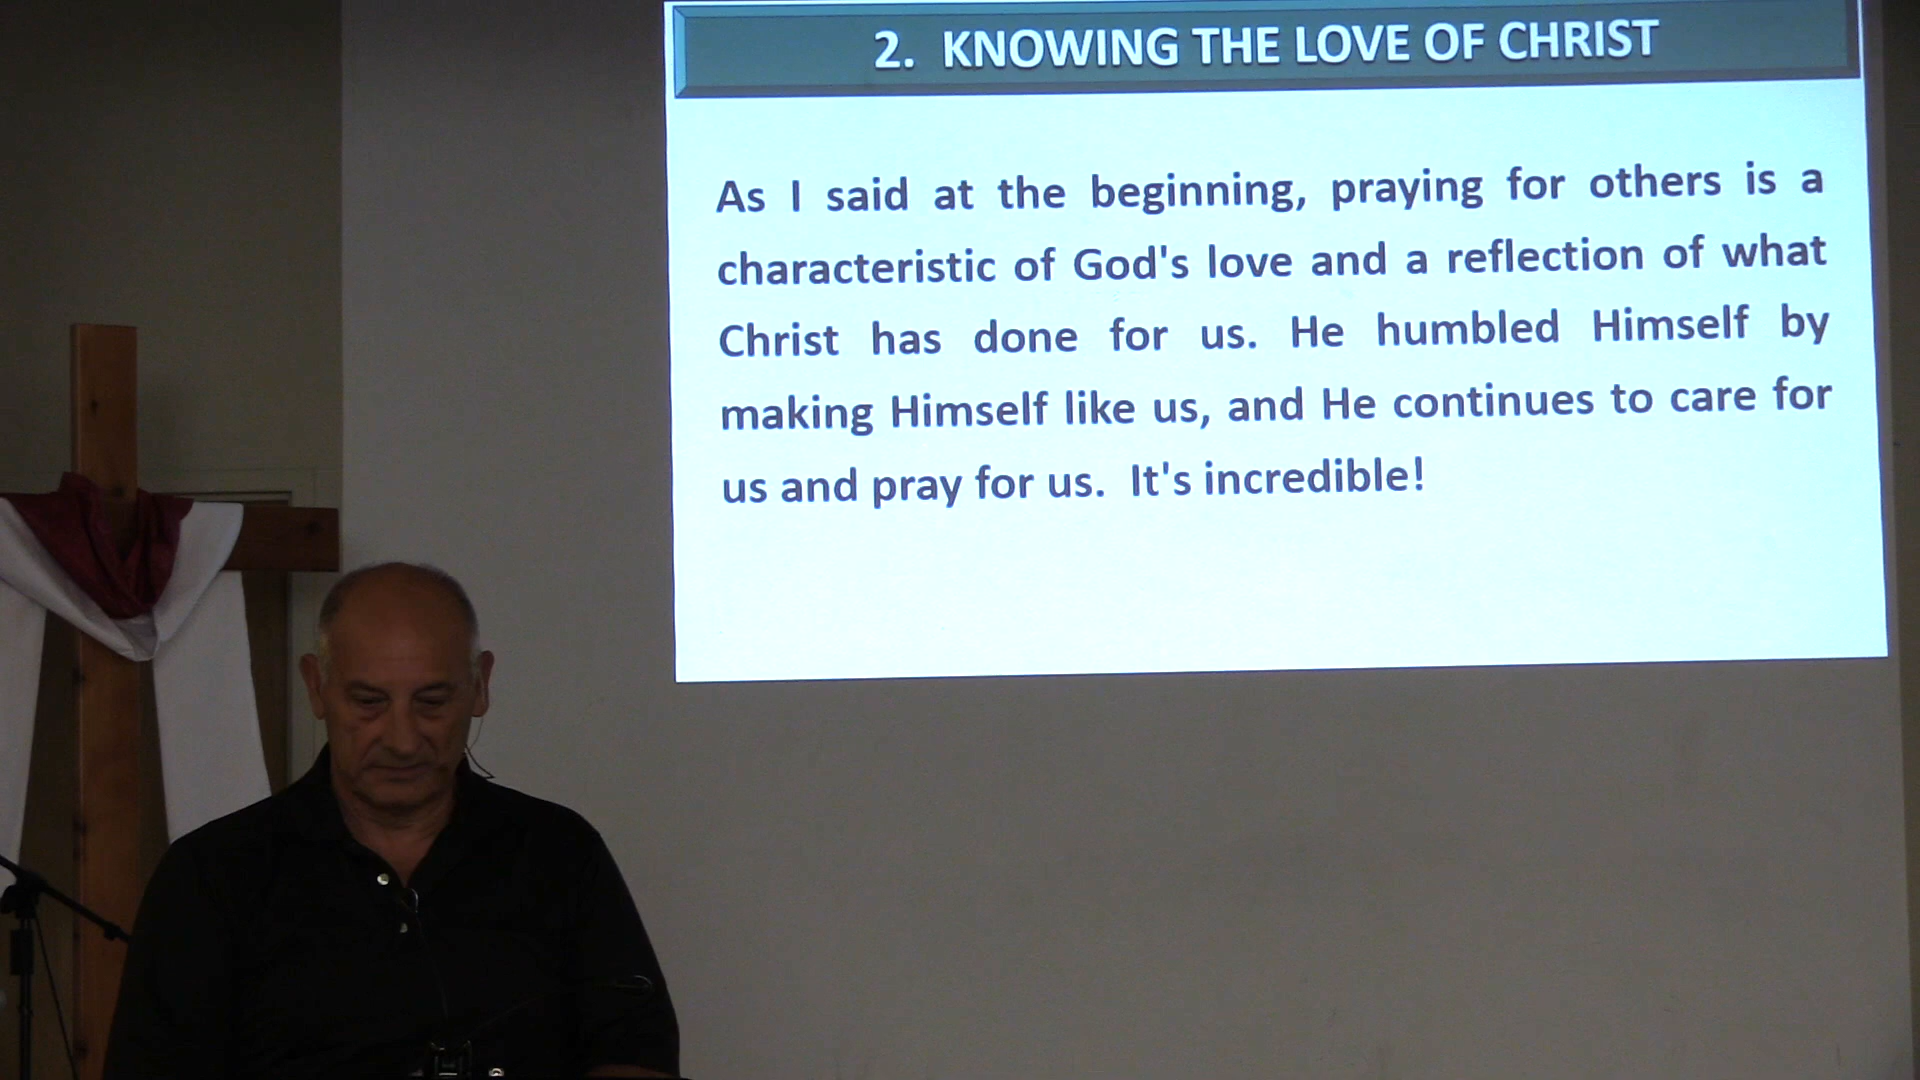 2. KNOWING THE LOVE OF CHRIST
As I said at the beginning, praying for others is a
characteristic of God's love and a reflection of what
Christ has done for us. He humbled Himself by
making Himself like us, and He continues to care for
us and pray for us. It's incredible!